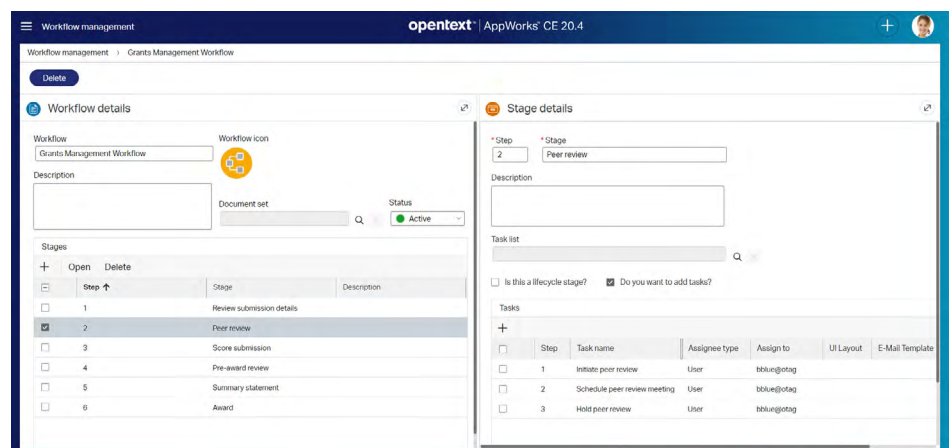 Workflow management
opentext™ | AppWorks™ CE 20.4
Workflow management > Grants Management Workflow
Delete
Workflow details
Workflow
Grants Management Workflow
Workflow icon
Description
Document set
Status
Active
Stages
+ Open Delete
Step ↑ Stage Description
1 Review submission details
2 Peer review
3 Score submission
4 Pre-award review
5 Summary statement
6 Award
Stage details
* Step * Stage
2 Peer review
Description
Task list
Is this a lifecycle stage? Do you want to add tasks?
Tasks
+
Step Task name Assignee type Assign to UI Layout E-Mail Template
1 Initiate peer review User bblue@otag
2 Schedule peer review meeting User bblue@otag
3 Hold peer review User bblue@otag